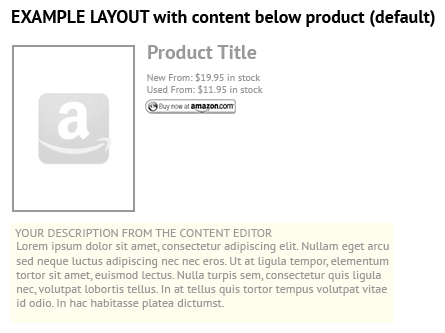 EXAMPLE LAYOUT with content below product (default)
Product Title
New From: $19.95 in stock
Used From: $11.95 in stock
Buy now at amazon.com
a
YOUR DESCRIPTION FROM THE CONTENT EDITOR
Lorem ipsum dolor sit amet, consectetur adipiscing elit. Nullam eget arcu
sed neque luctus adipiscing nec nec eros. Ut at ligula tempor, elementum
tortor sit amet, euismod lectus. Nulla turpis sem, consectetur quis ligula
nec, volutpat lobortis tellus. In at tellus quis tortor tempus volutpat vitae
id odio. In hac habitasse platea dictumst.